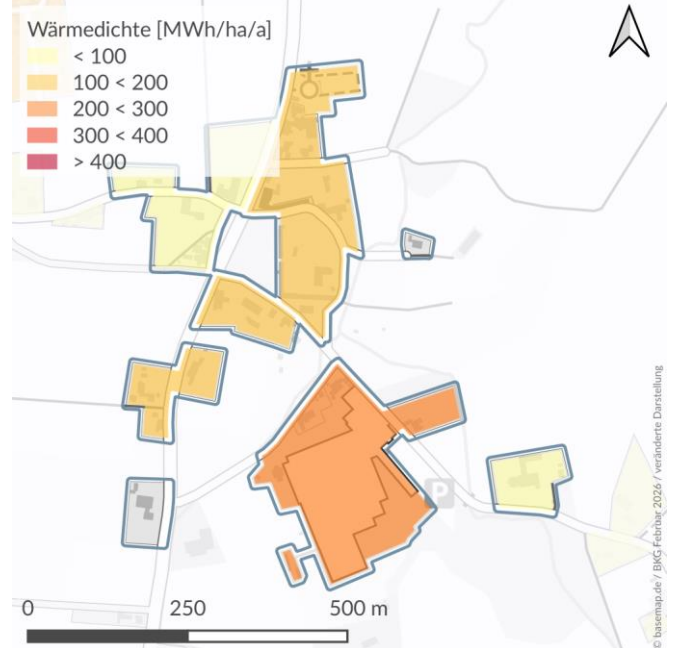 Wärmedichte [MWh/ha/a]
< 100
100 < 200
200 < 300
300 < 400
> 400
P
0 250 500 m
© basemap.de / BKG Februar 2026 / veränderte Darstellung